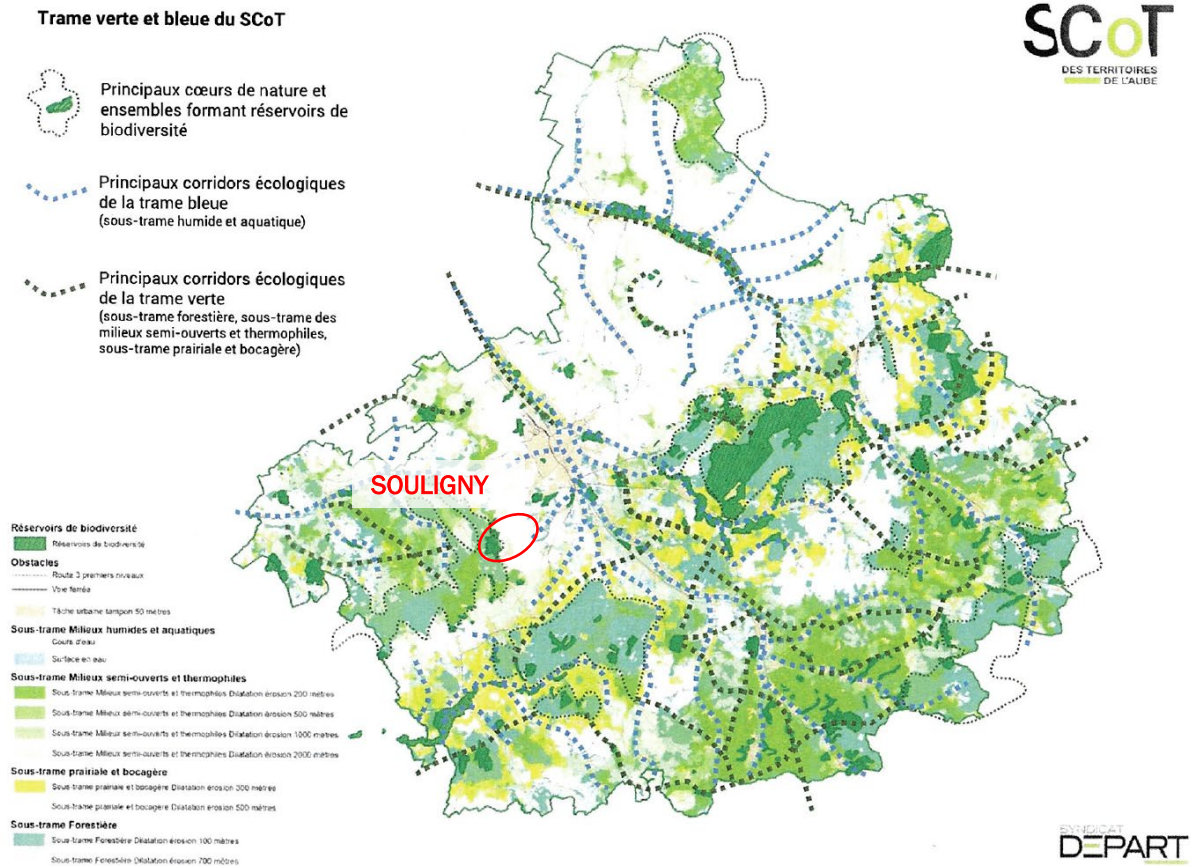 Trame verte et bleue du SCoT
SCoT
DES TERRITOIRES
DE L'AUBE
Principaux cœurs de nature et
ensembles formant réservoirs de
biodiversité
Principaux corridors écologiques
de la trame bleue
(sous-trame humide et aquatique)
Principaux corridors écologiques
de la trame verte
(sous-trame forestière, sous-trame des
milieux semi-ouverts et thermophiles,
sous-trame prairiale et bocagère)
SOULIGNY
Réservoirs de biodiversité
Réservoirs de biodiversité
Obstacles
Route 3 premiers niveaux
Voie ferrée
Tâche urbaine tampon 50 mètres
Sous-trame Milieux humides et aquatiques
Cours d'eau
Surface en eau
Sous-trame Milieux semi-ouverts et thermophiles
Sous-trame Milieux semi-ouverts et thermophiles Dilatation érosion 200 mètres
Sous-trame Milieux semi-ouverts et thermophiles Dilatation érosion 500 mètres
Sous-trame Milieux semi-ouverts et thermophiles Dilatation érosion 1000 mètres
Sous-trame Milieux semi-ouverts et thermophiles Dilatation érosion 2000 mètres
Sous-trame prairiale et bocagère
Sous-trame prairiale et bocagère Dilatation érosion 300 mètres
Sous-trame prairiale et bocagère Dilatation érosion 500 mètres
Sous-trame Forestière
Sous-trame Forestière Dilatation érosion 100 mètres
Sous-trame Forestière Dilatation érosion 700 mètres
SYNDICAT
DEPART